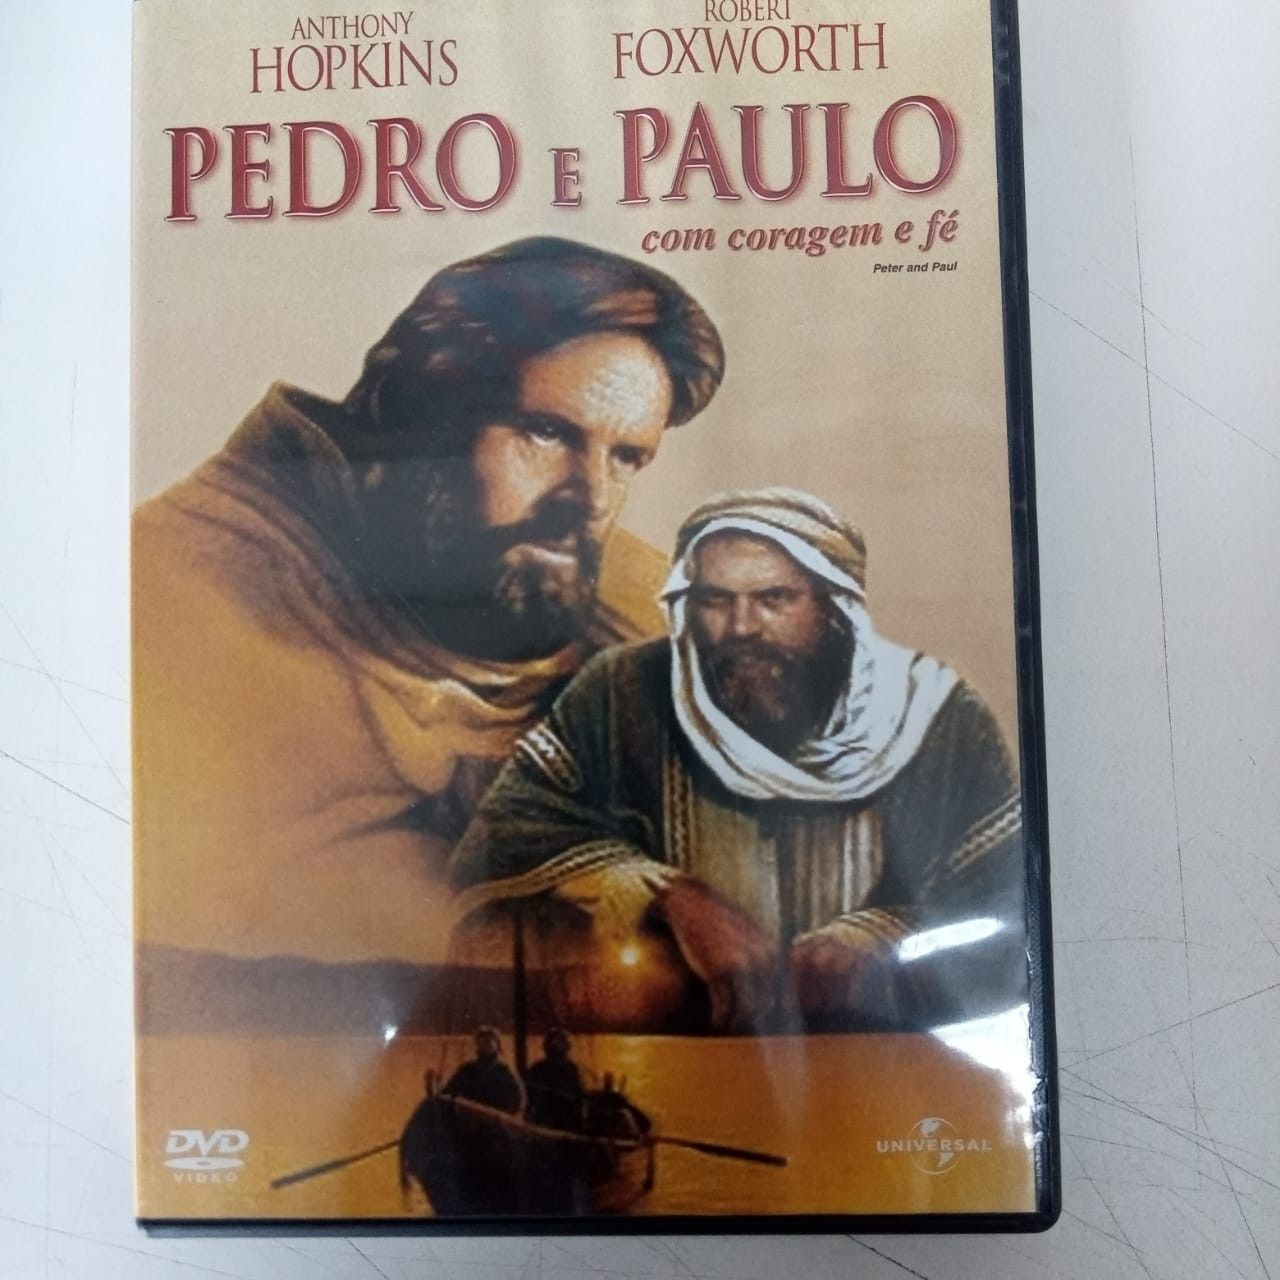 ANTHONY
HOPKINS
ROBERT
FOXWORTH
PEDRO E PAULO
com coragem e fé
Peter and Paul
DVD
VIDEO
UNIVERSAL